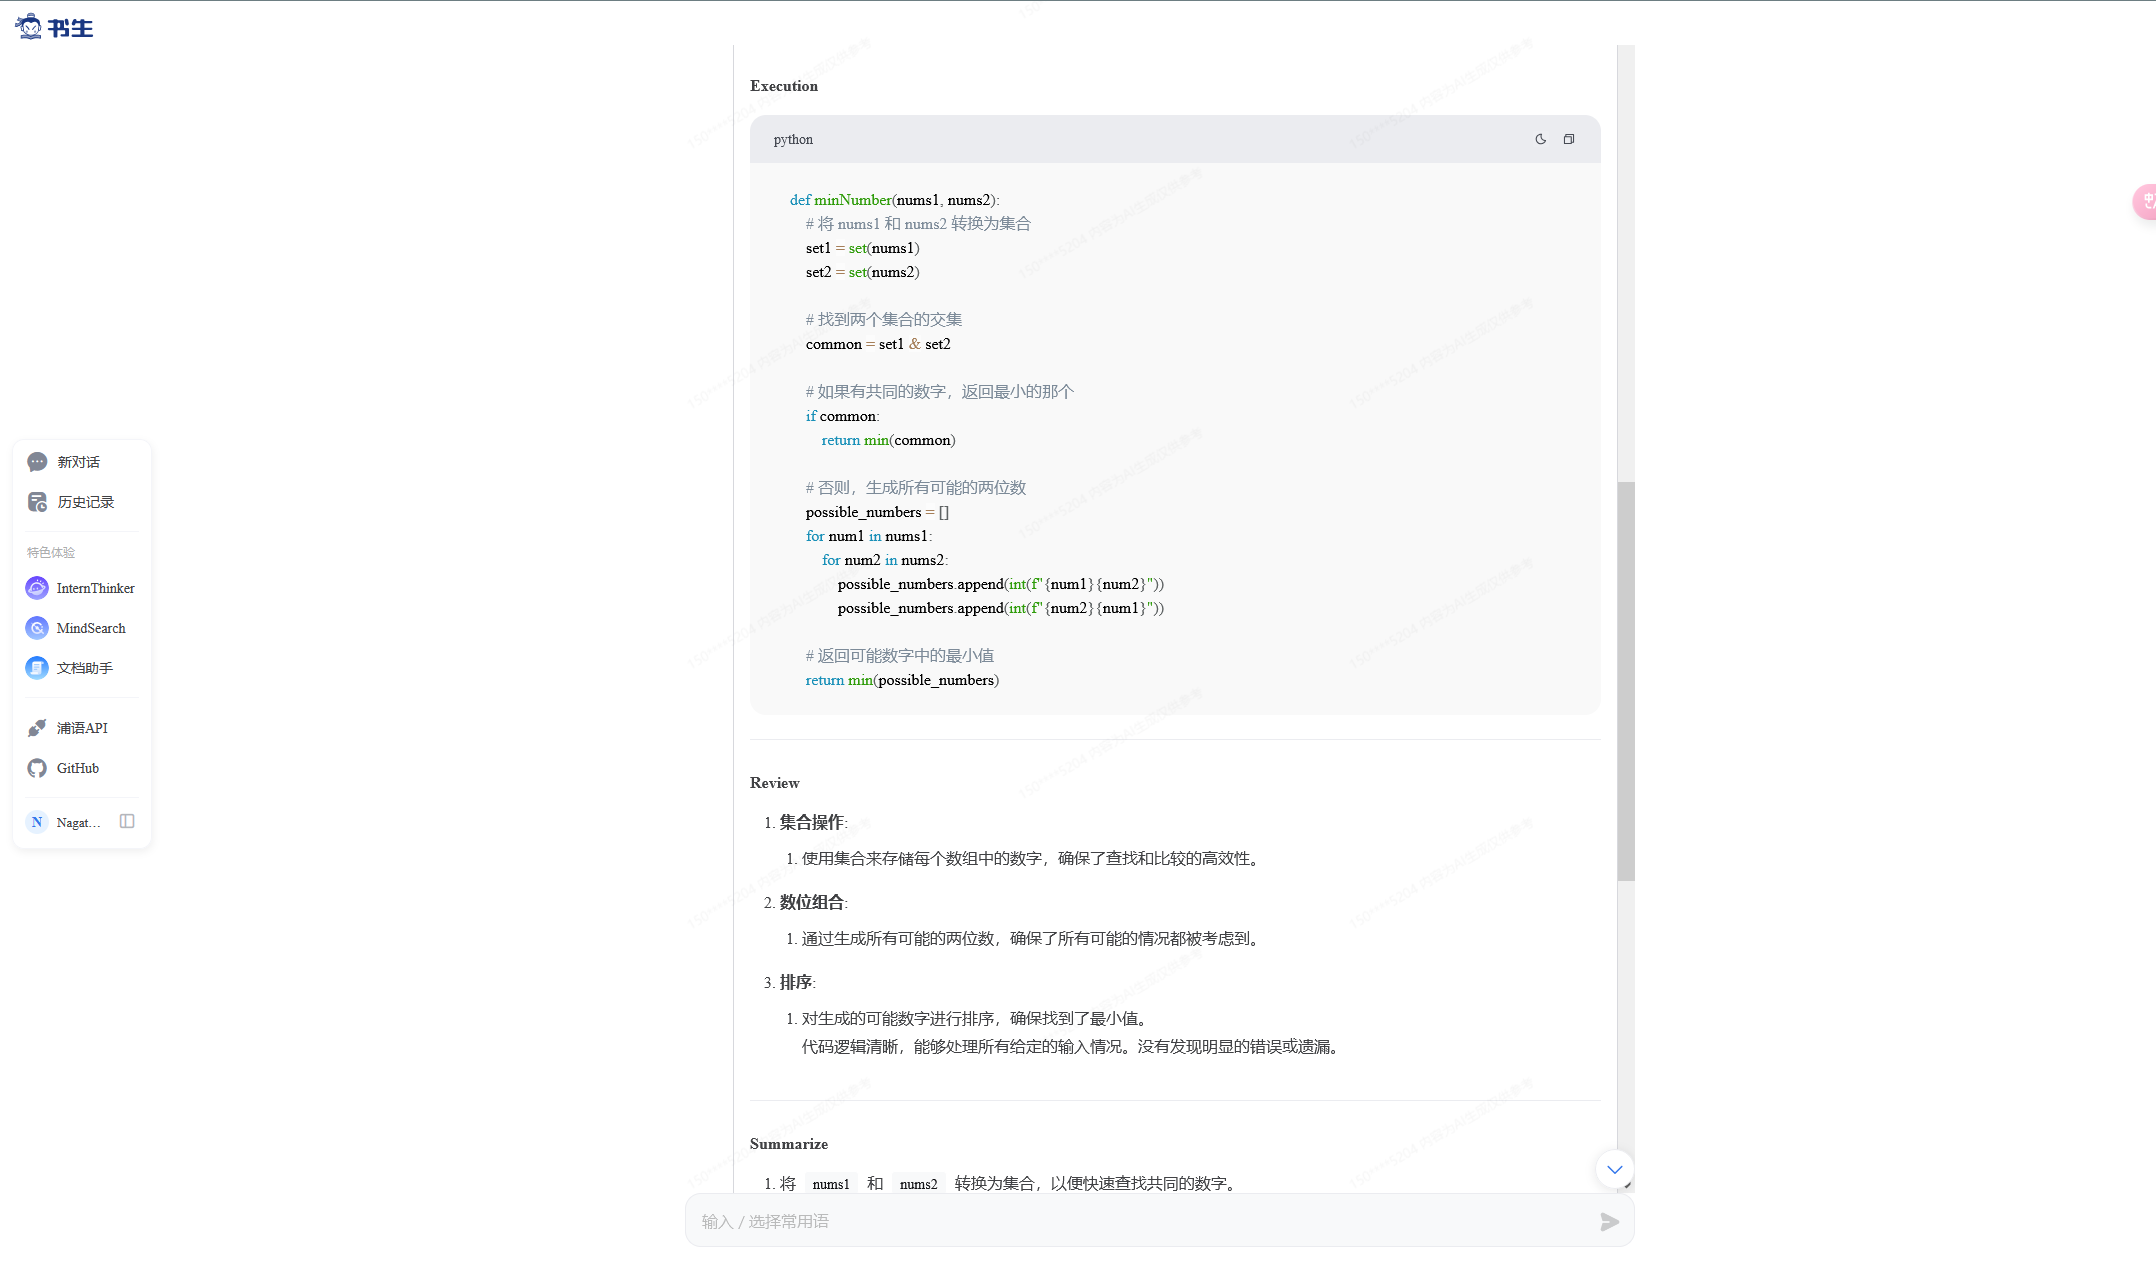 书生
新对话
历史记录
特色体验
InternThinker
MindSearch
文档助手
浦语API
GitHub
N Nagat...
Execution
python
def minNumber(nums1, nums2):
# 将 nums1 和 nums2 转换为集合
set1 = set(nums1)
set2 = set(nums2)
# 找到两个集合的交集
common = set1 & set2
# 如果有共同的数字，返回最小的那个
if common:
return min(common)
# 否则，生成所有可能的两位数
possible_numbers = []
for num1 in nums1:
for num2 in nums2:
possible_numbers.append(int(f"{num1}{num2}"))
possible_numbers.append(int(f"{num2}{num1}"))
# 返回可能数字中的最小值
return min(possible_numbers)
Review
1. 集合操作:
1. 使用集合来存储每个数组中的数字，确保了查找和比较的高效性。
2. 数位组合:
1. 通过生成所有可能的两位数，确保了所有可能的情况都被考虑到。
3. 排序:
1. 对生成的可能数字进行排序，确保找到了最小值。
代码逻辑清晰，能够处理所有给定的输入情况。没有发现明显的错误或遗漏。
Summarize
1. 将 nums1 和 nums2 转换为集合，以便快速查找共同的数字。
输入 / 选择常用语
150****5204 内容为AI生成仅供参考